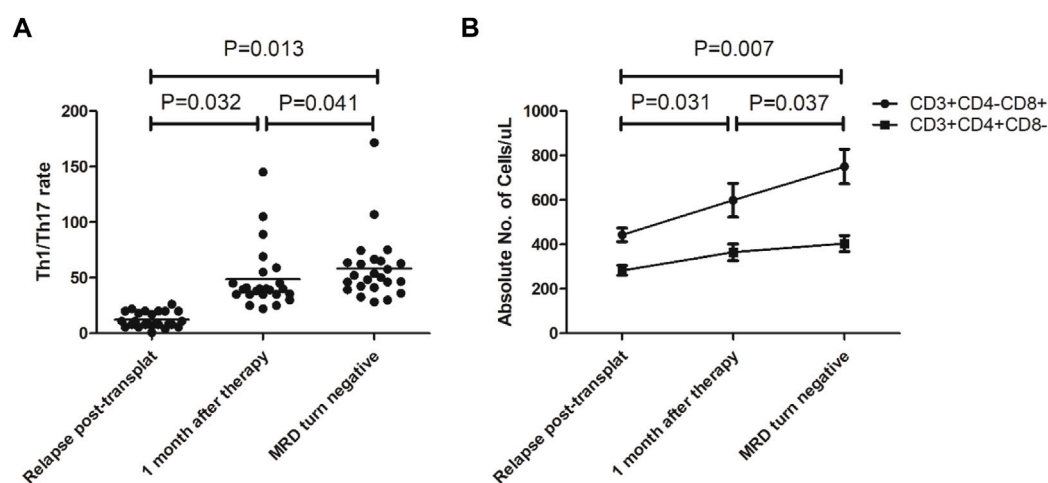 A
P=0.013
P=0.032
P=0.041
Th1/Th17 rate
200
150
100
50
0
Relapse post-transplat
1 month after therapy
MRD turn negative
B
P=0.007
P=0.031
P=0.037
CD3+CD4-CD8+
CD3+CD4+CD8-
Absolute No. of Cells/uL
1000
800
600
400
200
0
Relapse post-transplat
1 month after therapy
MRD turn negative